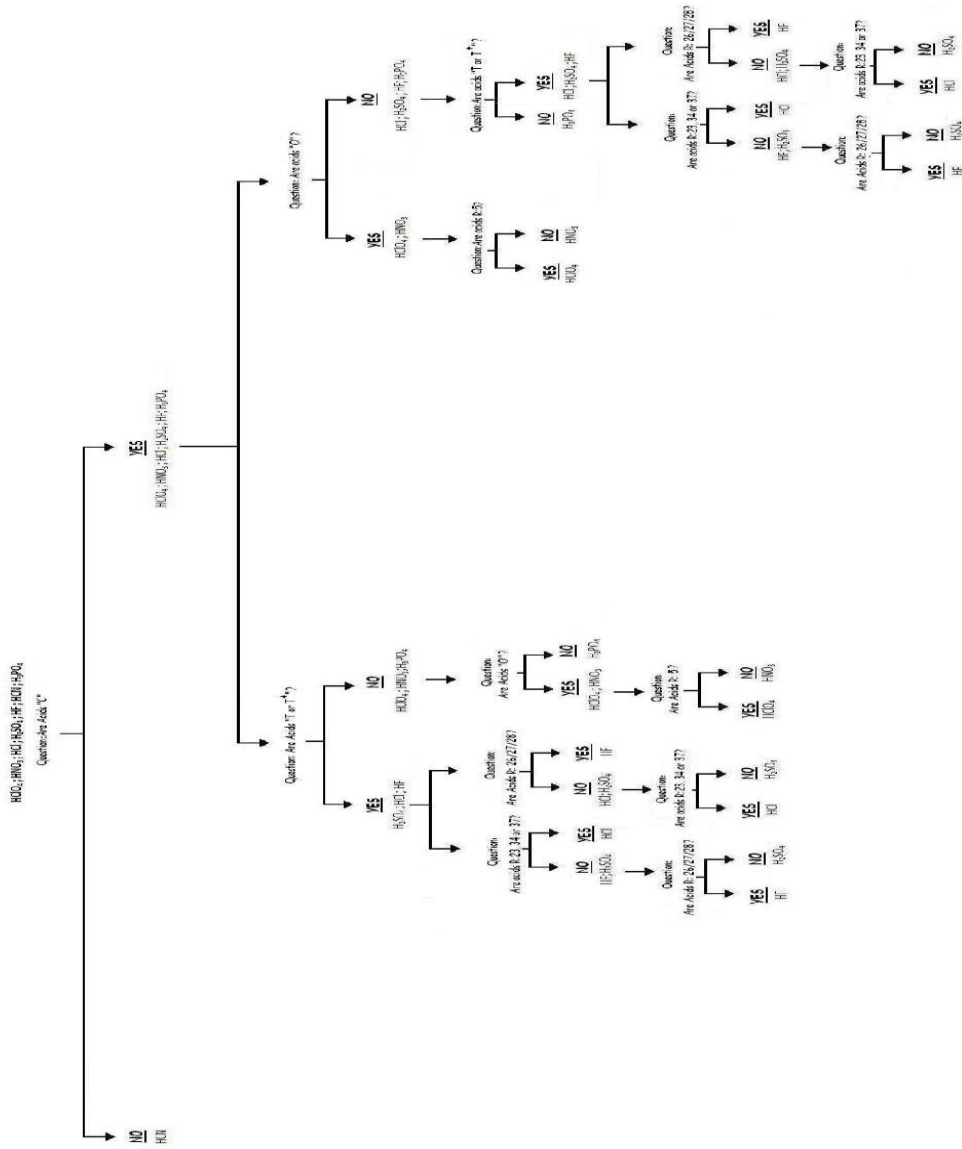 HClO₄; HNO₃; HCl; H₂SO₄; HF; HCN; H₃PO₄
Question: Are Acids "C"
NO
HCN
YES
HClO₄; HNO₃; HCl; H₂SO₄; HF; H₃PO₄
Question: Are Acids "T or T⁺"?
YES
H₂SO₄; HCl; HF
Question:
Are acids R: 23, 34 or 37?
NO
HF; H₂SO₄
Question:
Are Acids R: 26/27/28?
YES
HF
NO
H₂SO₄
YES
HCl
Question:
Are Acids R: 26/27/28?
NO
HCl; H₂SO₄
Question:
Are acids R: 23, 34 or 37?
YES
HCl
NO
H₂SO₄
YES
HF
NO
HClO₄; HNO₃; H₃PO₄
Question:
Are Acids "O"?
YES
HClO₄; HNO₃
Question:
Are Acids R: 5?
YES
HClO₄
NO
HNO₃
NO
H₃PO₄
Question: Are acids "O"?
YES
HClO₄; HNO₃
Question: Are acids R: 5?
YES
HClO₄
NO
HNO₃
NO
HCl; H₂SO₄; HF; H₃PO₄
Question: Are acids "T or T⁺"?
NO
H₃PO₄
YES
HCl; H₂SO₄; HF
Question:
Are acids R: 23, 34 or 37?
NO
HF; H₂SO₄
Question:
Are Acids R: 26/27/28?
YES
HF
NO
H₂SO₄
YES
HCl
Question:
Are Acids R: 26/27/28?
NO
HCl; H₂SO₄
Question:
Are acids R: 23, 34 or 37?
YES
HCl
NO
H₂SO₄
YES
HF